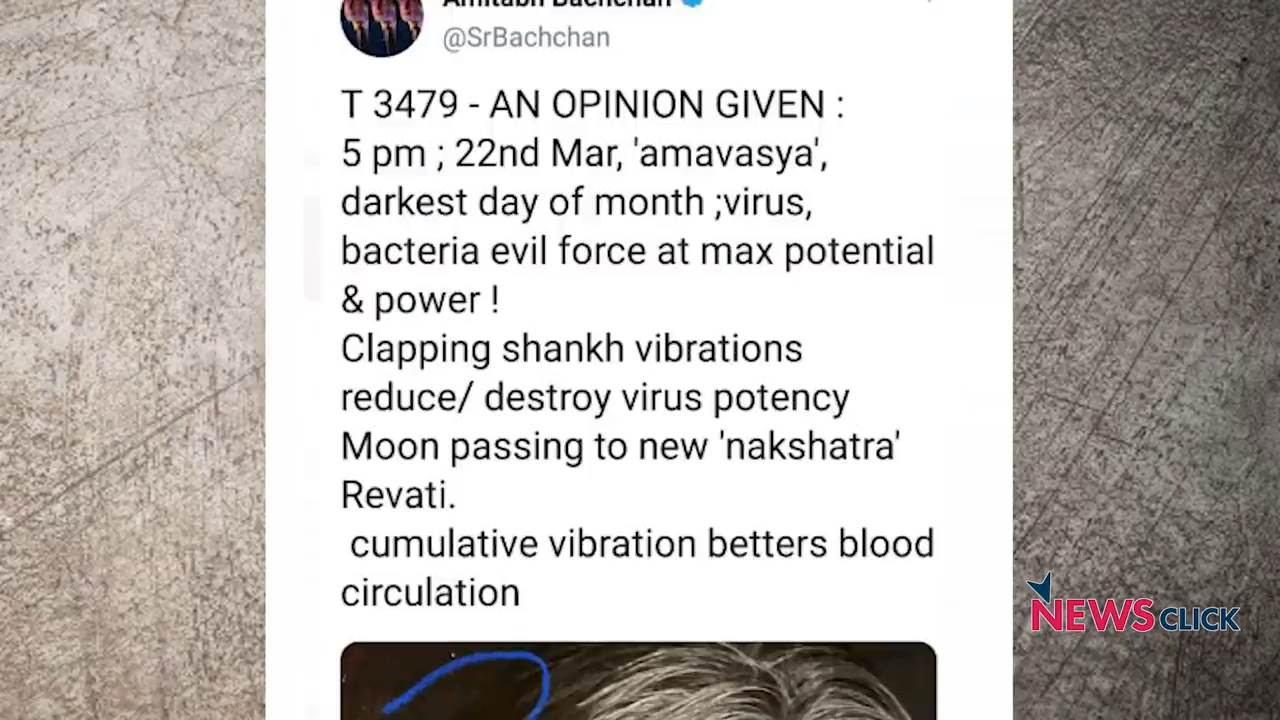 Amitabh Bachchan
@SrBachchan
T 3479 - AN OPINION GIVEN :
5 pm ; 22nd Mar, 'amavasya',
darkest day of month ;virus,
bacteria evil force at max potential
& power !
Clapping shankh vibrations
reduce/ destroy virus potency
Moon passing to new 'nakshatra'
Revati.
cumulative vibration betters blood
circulation
NEWSCLICK